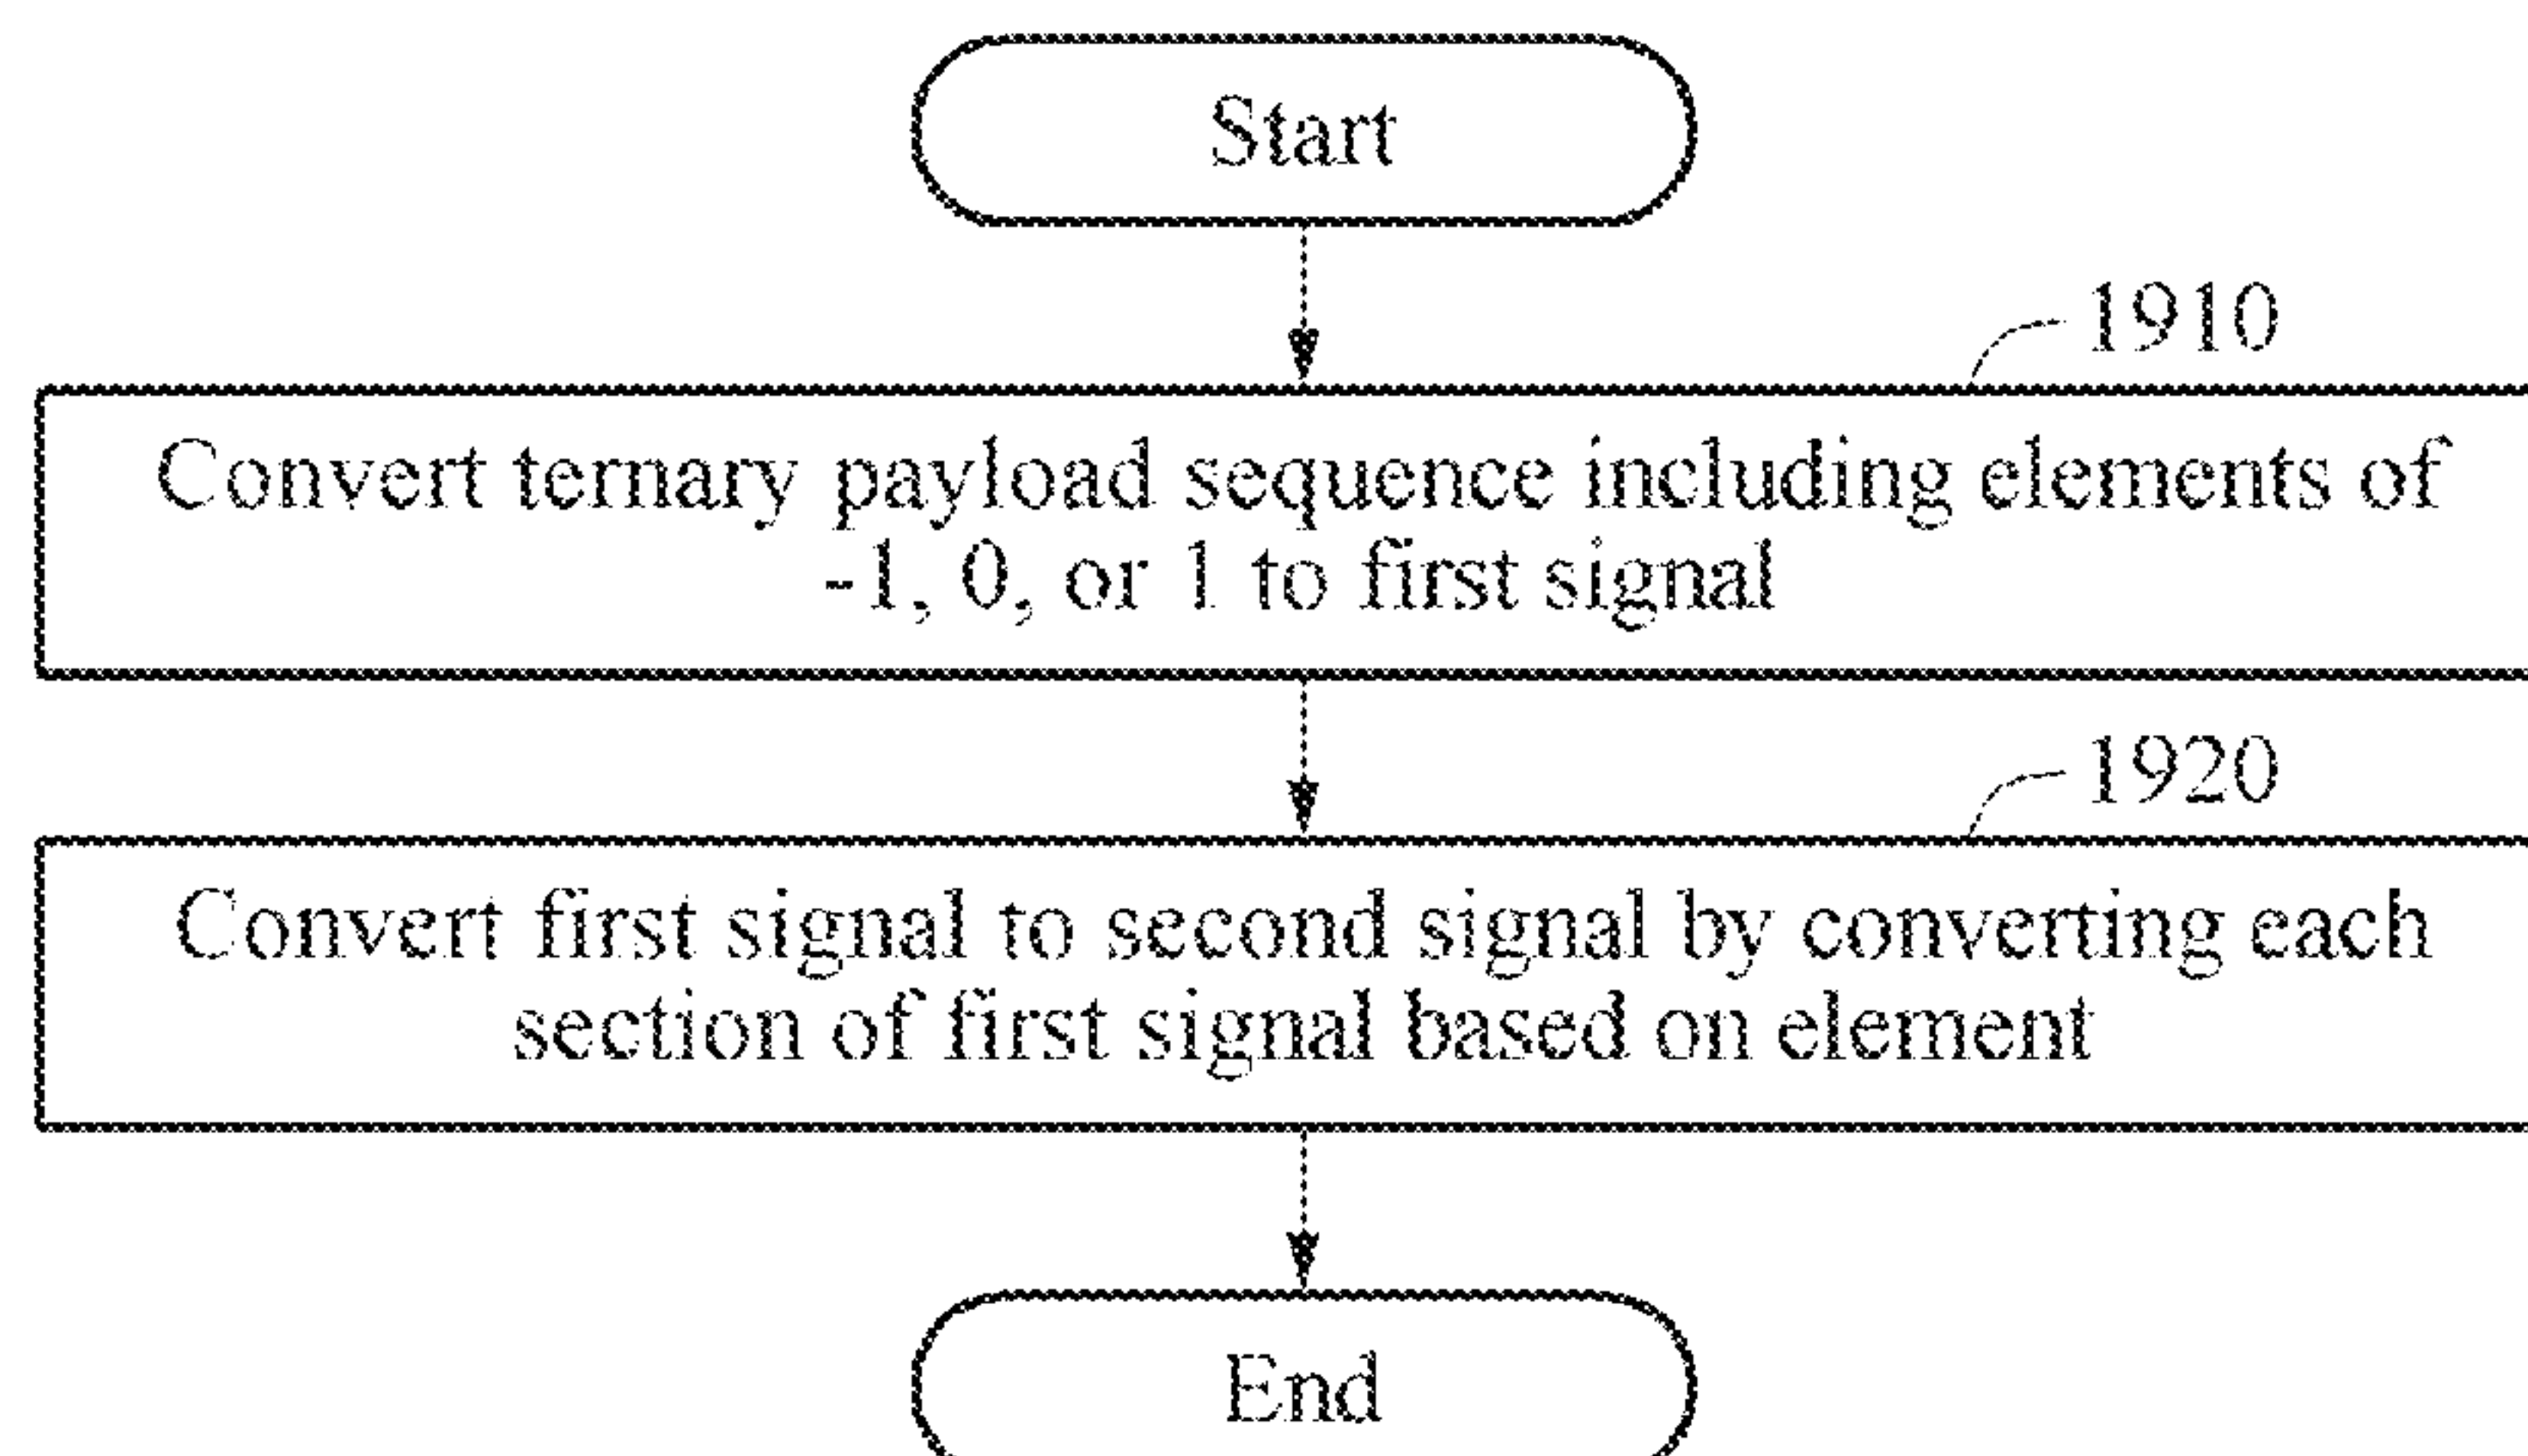 Start
1910
Convert ternary payload sequence including elements of
-1, 0, or 1 to first signal
1920
Convert first signal to second signal by converting each
section of first signal based on element
End